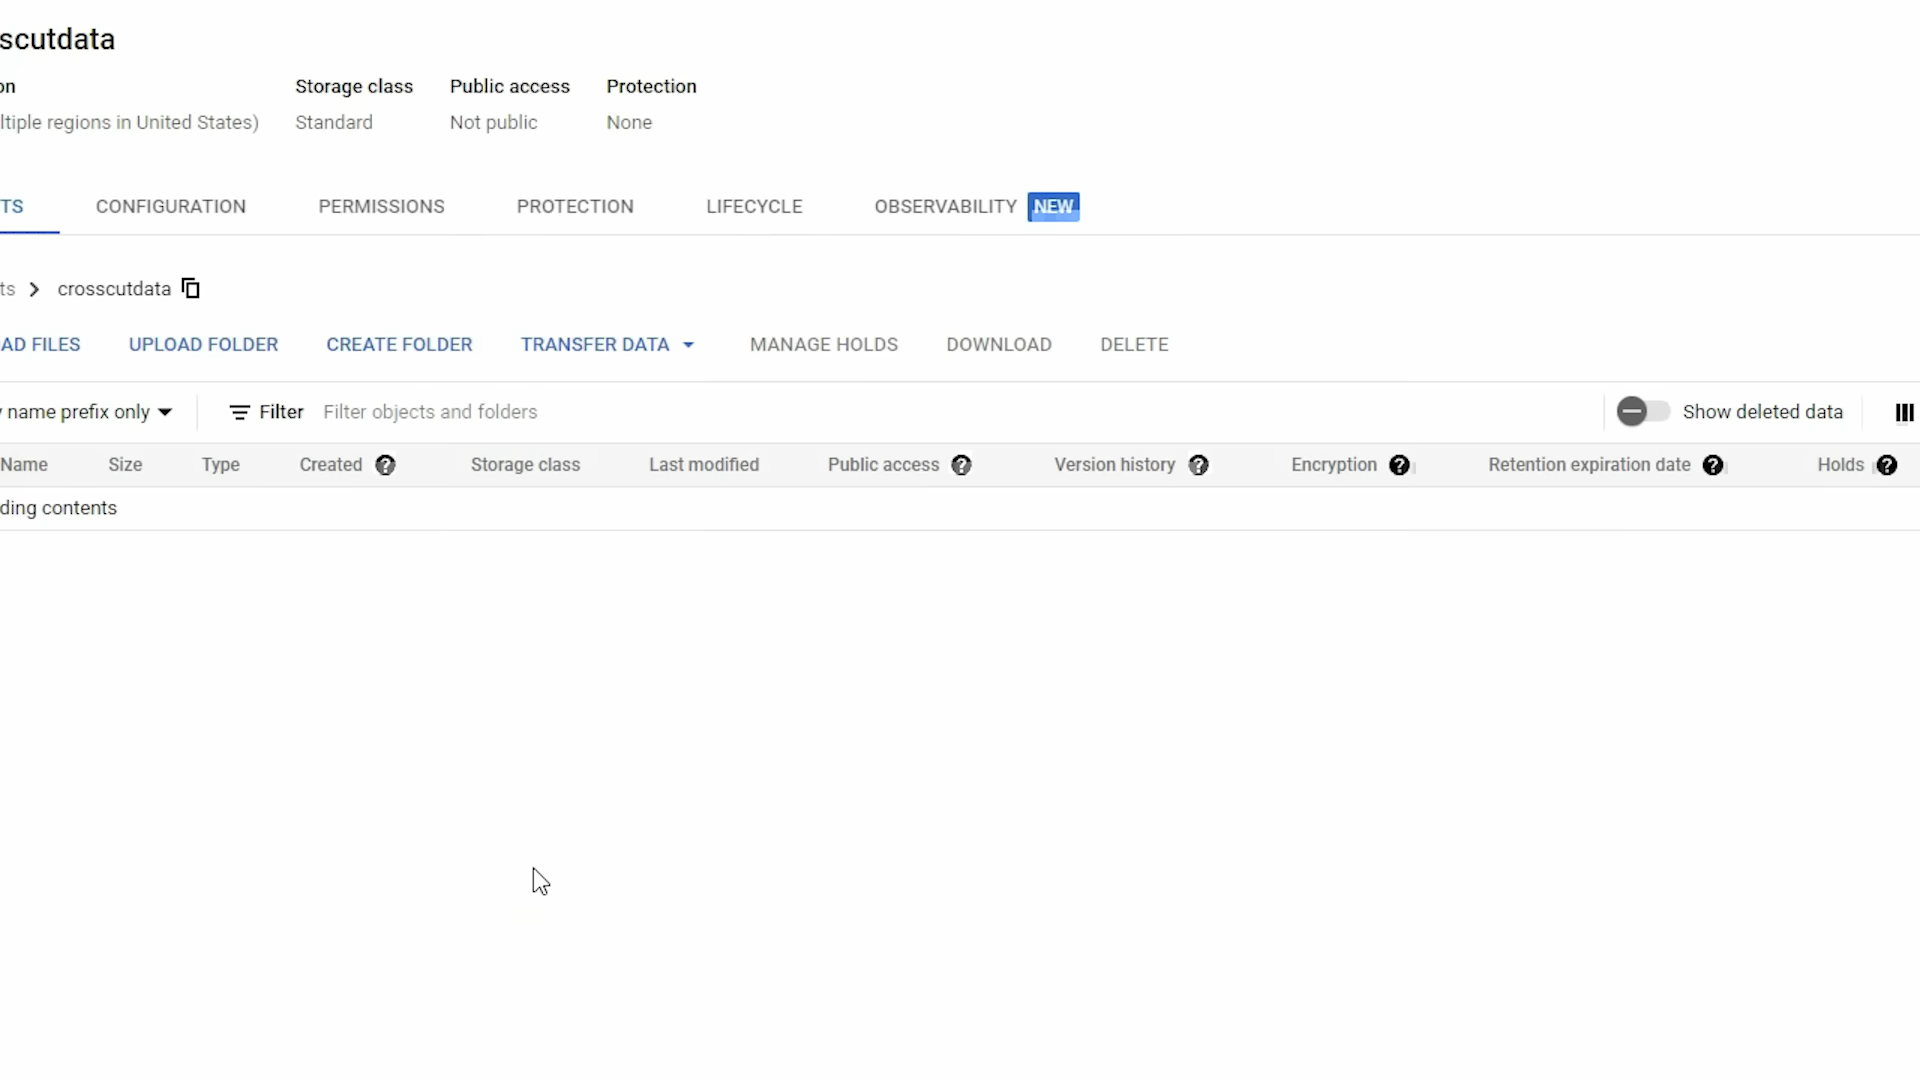 scutdata
on Storage class Public access Protection
ltiple regions in United States) Standard Not public None
TS CONFIGURATION PERMISSIONS PROTECTION LIFECYCLE OBSERVABILITY NEW
ts crosscutdata
AD FILES UPLOAD FOLDER CREATE FOLDER TRANSFER DATA MANAGE HOLDS DOWNLOAD DELETE
y name prefix only Filter Filter objects and folders Show deleted data
Name Size Type Created Storage class Last modified Public access Version history Encryption Retention expiration date Holds
ding contents